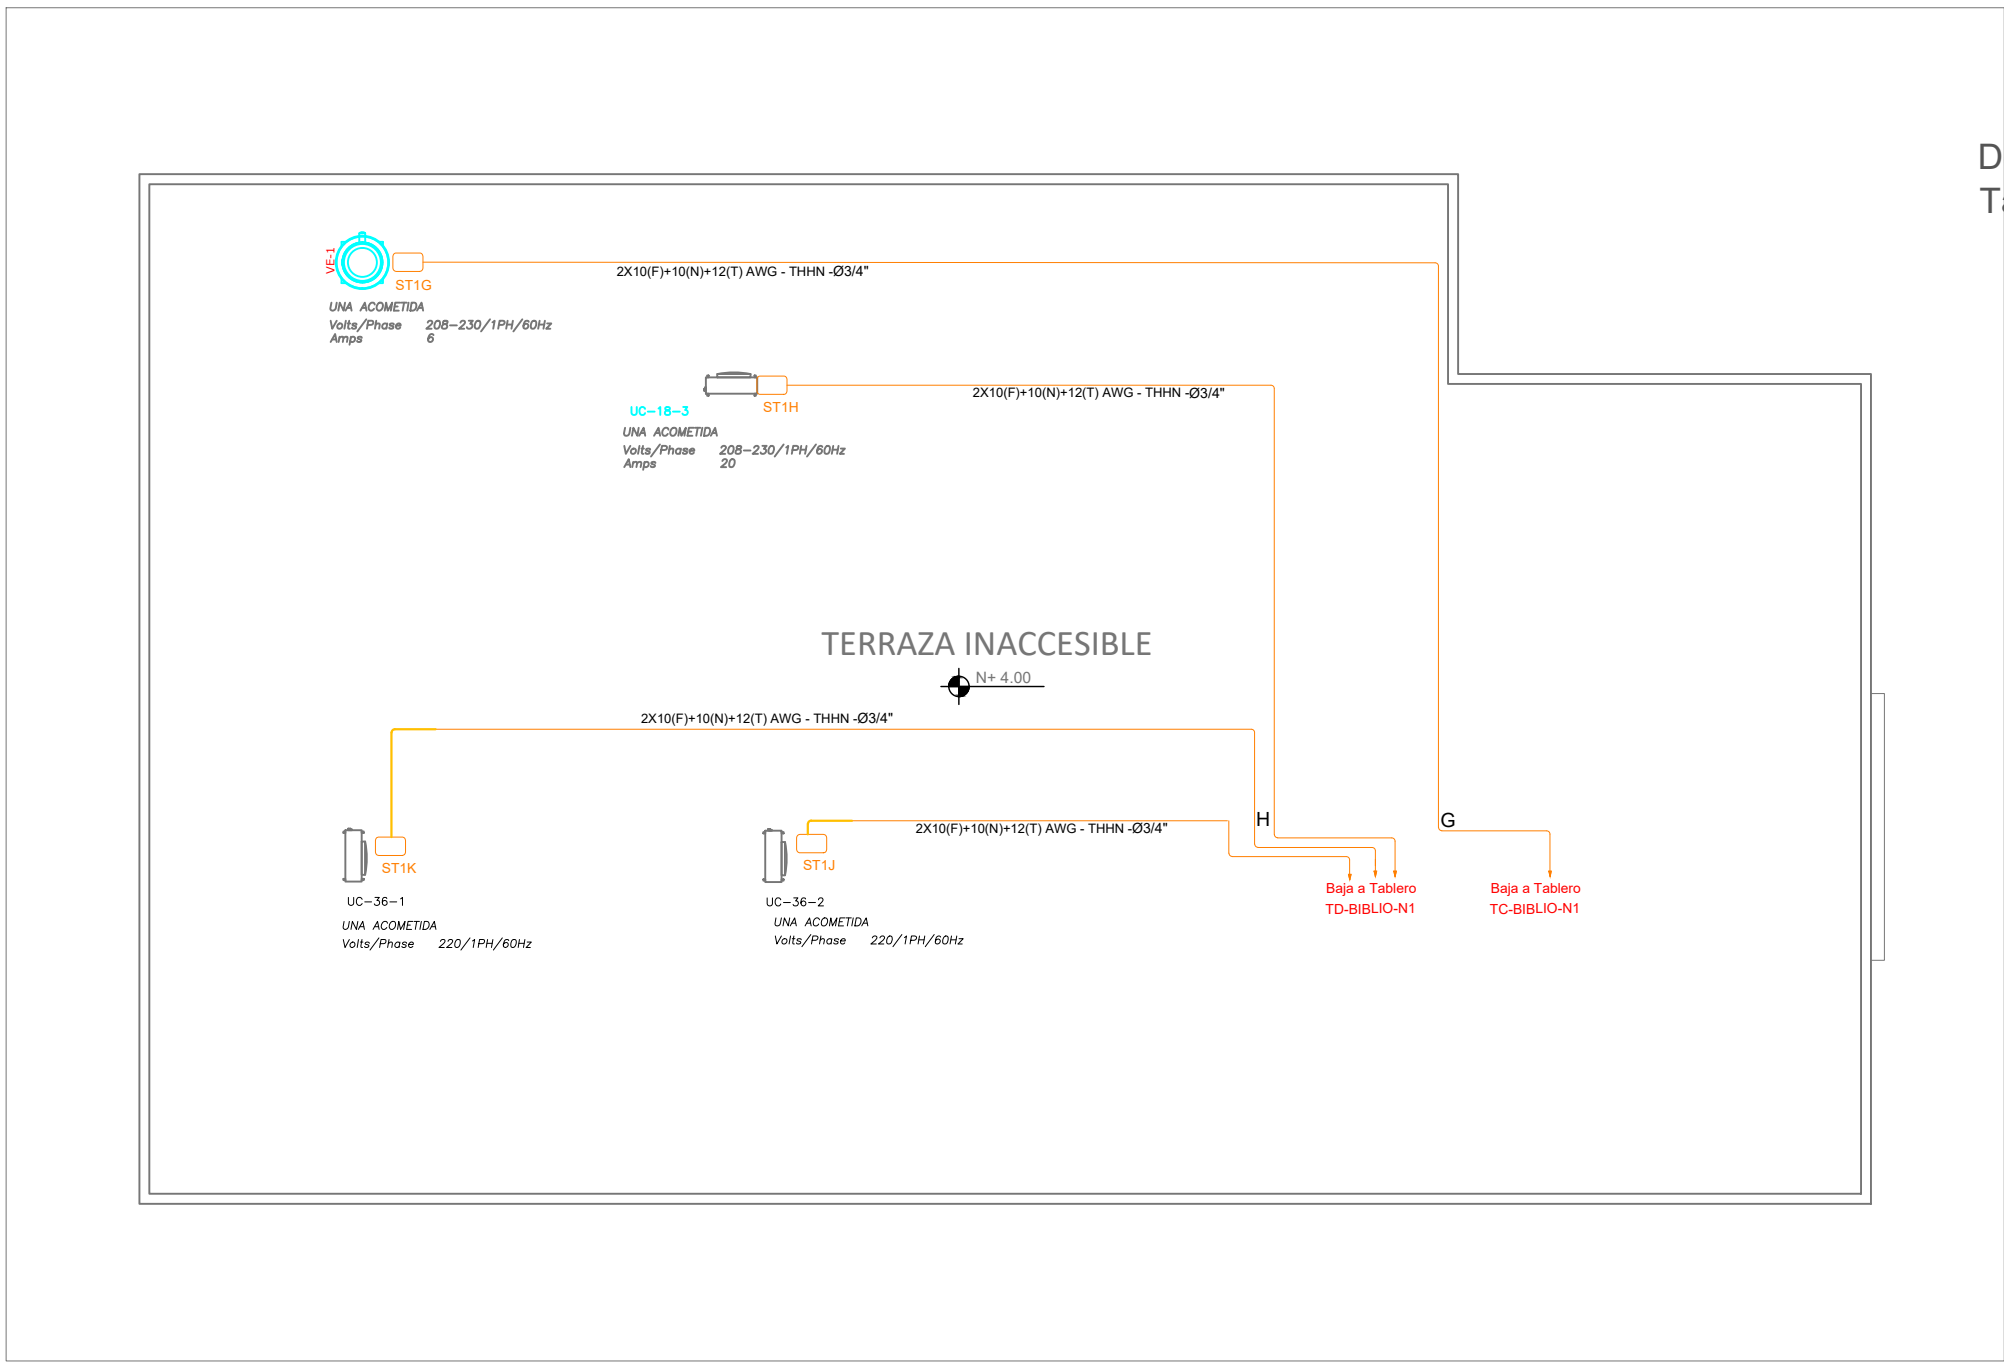 D
Ta
VE-1
ST1G
2X10(F)+10(N)+12(T) AWG - THHN -Ø3/4"
UNA ACOMETIDA
Volts/Phase 208-230/1PH/60Hz
Amps 6
2X10(F)+10(N)+12(T) AWG - THHN -Ø3/4"
UC-18-3
ST1H
UNA ACOMETIDA
Volts/Phase 208-230/1PH/60Hz
Amps 20
TERRAZA INACCESIBLE
N+ 4.00
2X10(F)+10(N)+12(T) AWG - THHN -Ø3/4"
H
G
2X10(F)+10(N)+12(T) AWG - THHN -Ø3/4"
ST1K
ST1J
UC-36-1
UNA ACOMETIDA
Volts/Phase 220/1PH/60Hz
UC-36-2
UNA ACOMETIDA
Volts/Phase 220/1PH/60Hz
Baja a Tablero
TD-BIBLIO-N1
Baja a Tablero
TC-BIBLIO-N1